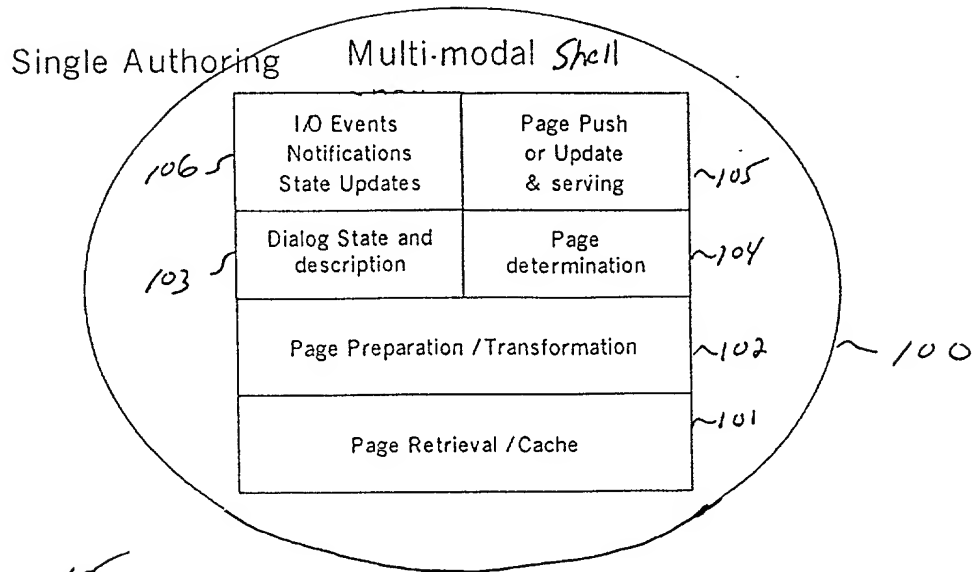 Single Authoring
Multi-modal Shell
I/O Events
Notifications
State Updates
Page Push
or Update
& serving
106
105
Dialog State and
description
Page
determination
103
104
Page Preparation / Transformation
102
100
Page Retrieval / Cache
101